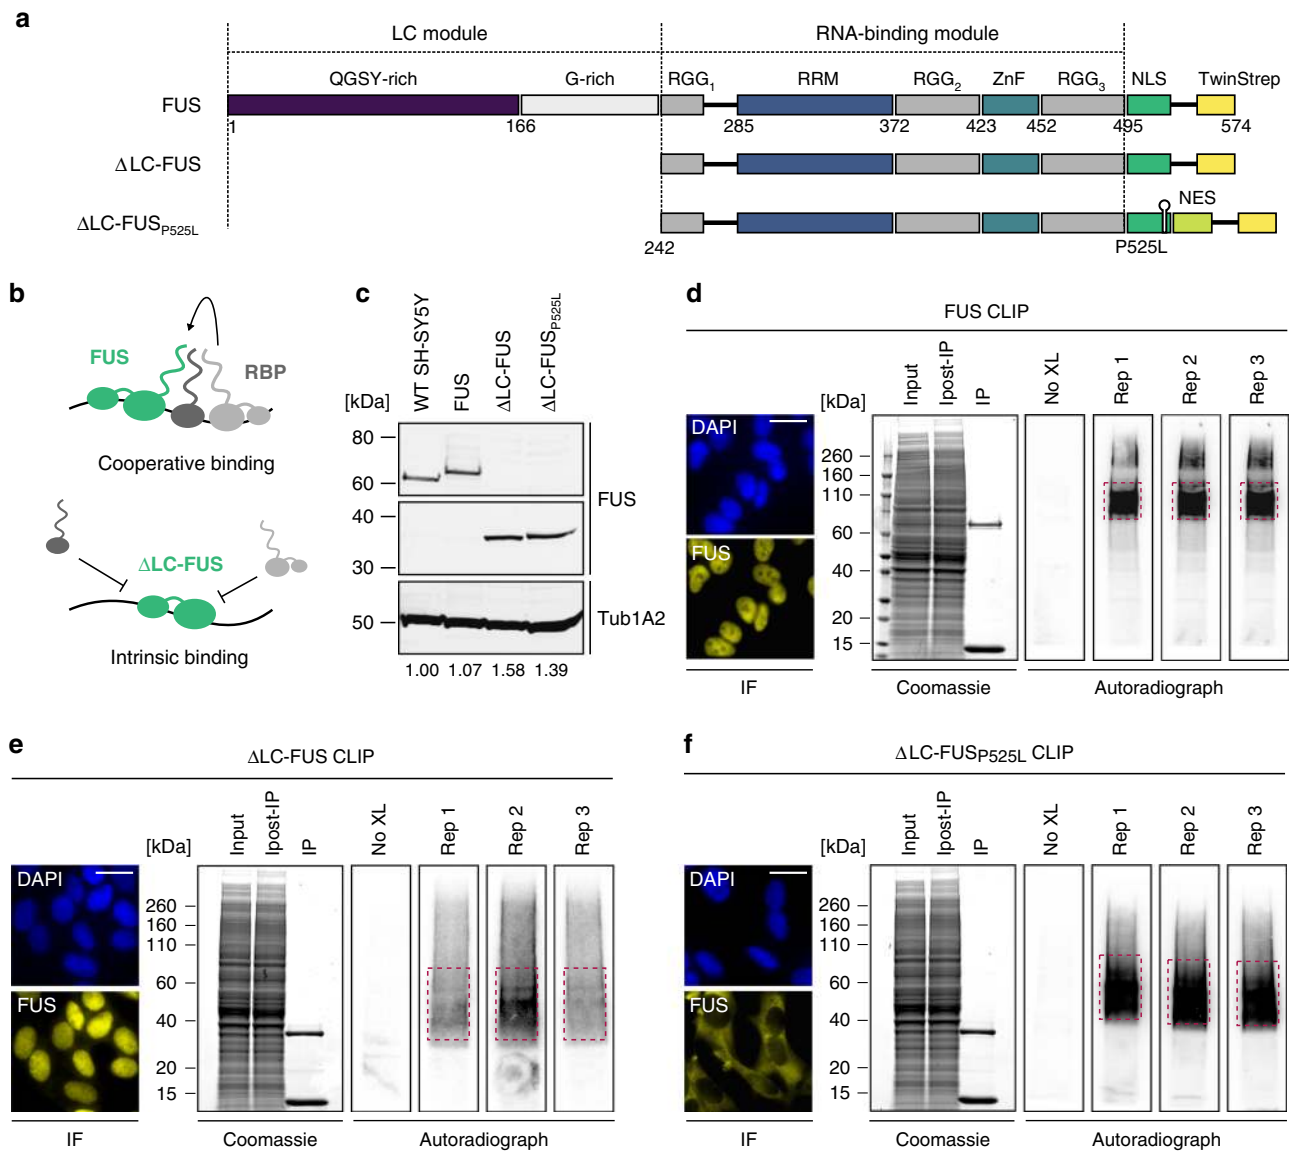 a
LC module RNA-binding module
QGSY-rich G-rich RGG1 RRM RGG2 ZnF RGG3 NLS TwinStrep
FUS
1 166 285 372 423 452 495 574
ΔLC-FUS
NES
ΔLC-FUSP525L
242 P525L
b
FUS
RBP
Cooperative binding
ΔLC-FUS
Intrinsic binding
c
WT SH-SY5Y FUS ΔLC-FUS ΔLC-FUSP525L
[kDa]
80
60
FUS
40
30
50
Tub1A2
1.00 1.07 1.58 1.39
d
FUS CLIP
[kDa] Input Ipost-IP IP No XL Rep 1 Rep 2 Rep 3
DAPI
FUS
260
160
110
60
40
20
15
IF Coomassie Autoradiograph
e
ΔLC-FUS CLIP
[kDa] Input Ipost-IP IP No XL Rep 1 Rep 2 Rep 3
DAPI
FUS
260
160
110
60
40
20
15
IF Coomassie Autoradiograph
f
ΔLC-FUSP525L CLIP
[kDa] Input Ipost-IP IP No XL Rep 1 Rep 2 Rep 3
DAPI
FUS
260
160
110
60
40
20
15
IF Coomassie Autoradiograph